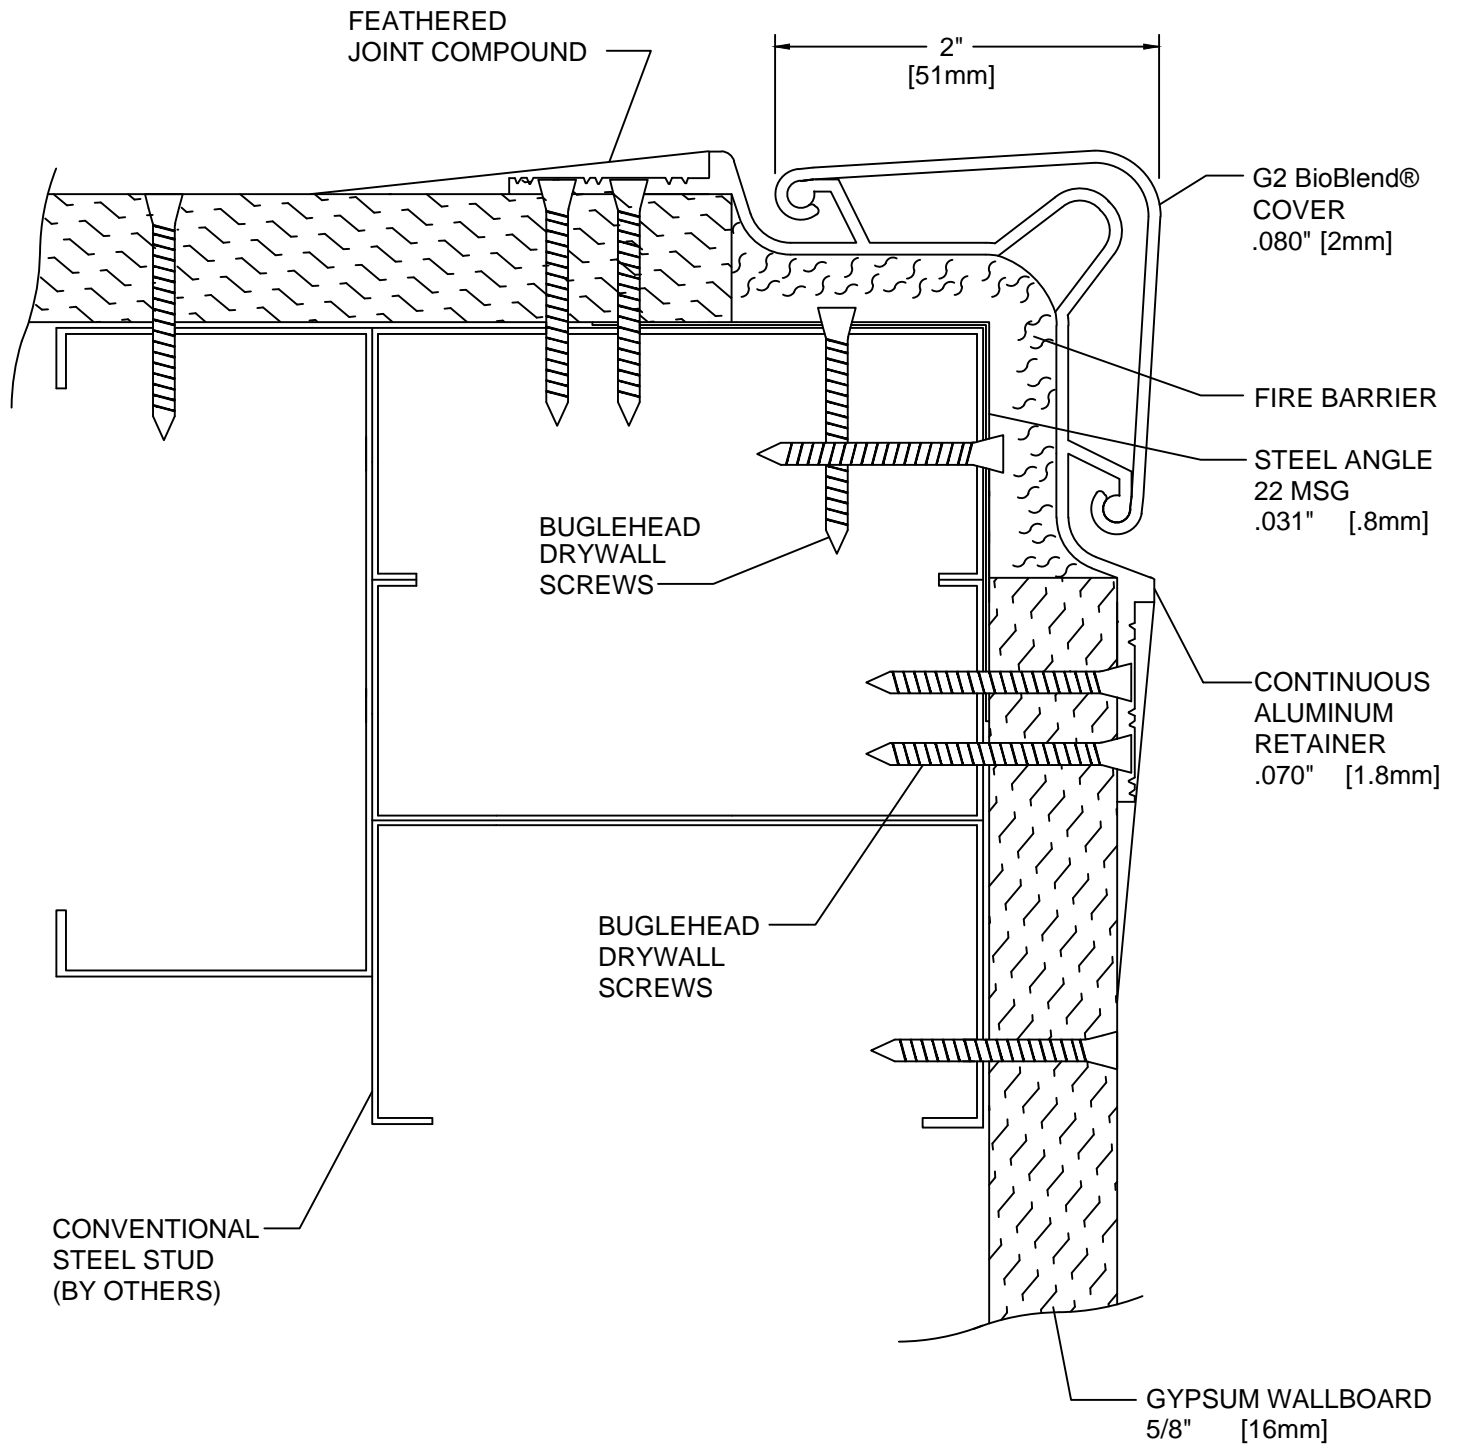 FEATHERED
JOINT COMPOUND
2"
[51mm]
G2 BioBlend®
COVER
.080" [2mm]
FIRE BARRIER
STEEL ANGLE
22 MSG
.031" [.8mm]
BUGLEHEAD
DRYWALL
SCREWS
CONTINUOUS
ALUMINUM
RETAINER
.070" [1.8mm]
BUGLEHEAD
DRYWALL
SCREWS
CONVENTIONAL
STEEL STUD
(BY OTHERS)
GYPSUM WALLBOARD
5/8" [16mm]